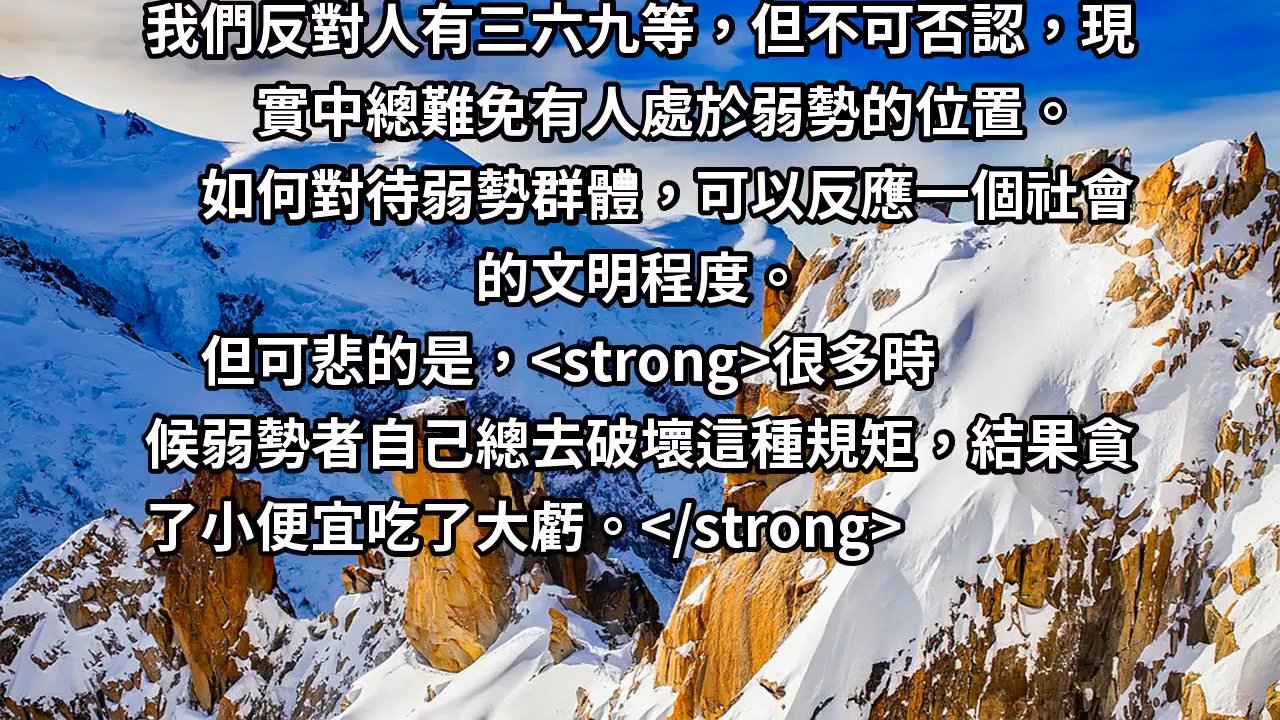 我們反對人有三六九等，但不可否認，現
實中總難免有人處於弱勢的位置。
如何對待弱勢群體，可以反應一個社會
的文明程度。
但可悲的是，<strong>很多時
候弱勢者自己總去破壞這種規矩，結果貪
了小便宜吃了大虧。</strong>